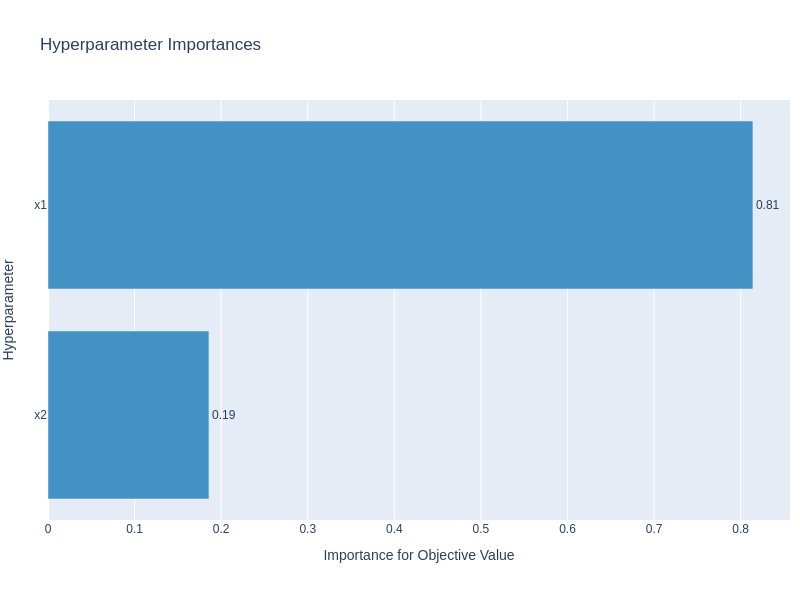 Hyperparameter Importances
Hyperparameter
x1
0.81
x2
0.19
0
0.1
0.2
0.3
0.4
0.5
0.6
0.7
0.8
Importance for Objective Value